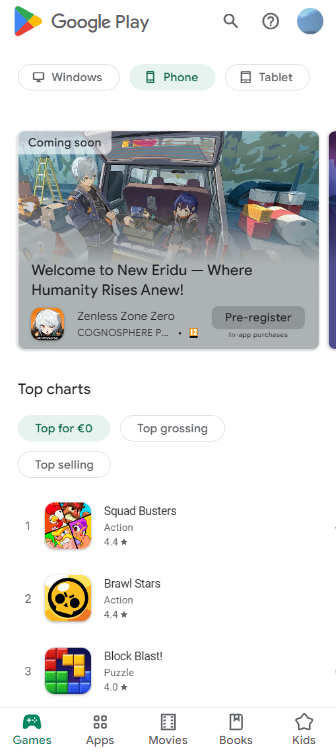 Google Play
Windows
Phone
Tablet
Coming soon
Welcome to New Eridu — Where
Humanity Rises Anew!
Zenless Zone Zero
COGNOSPHERE P... • 12
Pre-register
In-app purchases
Top charts
Top for €0
Top grossing
Top selling
1
Squad Busters
Action
4.4 ★
2
Brawl Stars
Action
4.4 ★
3
Block Blast!
Puzzle
4.0 ★
Games
Apps
Movies
Books
Kids